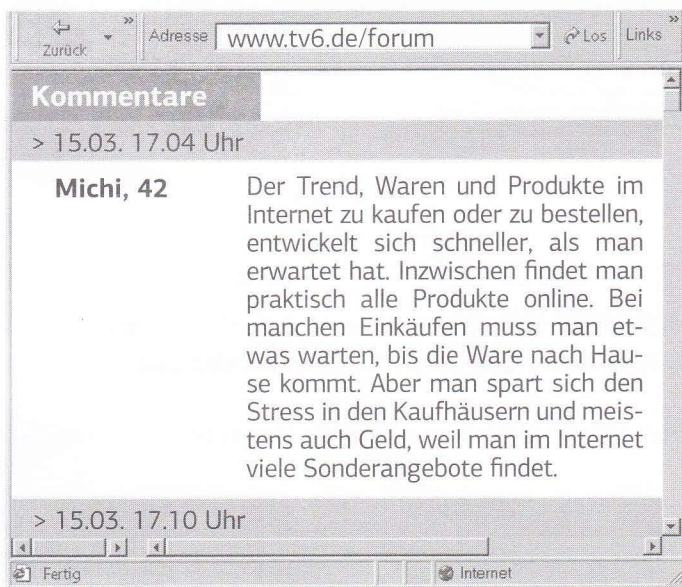 Zurück » Adresse www.tv6.de/forum Los Links »
Kommentare
> 15.03. 17.04 Uhr
Michi, 42
Der Trend, Waren und Produkte im
Internet zu kaufen oder zu bestellen,
entwickelt sich schneller, als man
erwartet hat. Inzwischen findet man
praktisch alle Produkte online. Bei
manchen Einkäufen muss man et-
was warten, bis die Ware nach Hau-
se kommt. Aber man spart sich den
Stress in den Kaufhäusern und meis-
tens auch Geld, weil man im Internet
viele Sonderangebote findet.
> 15.03. 17.10 Uhr
Fertig Internet